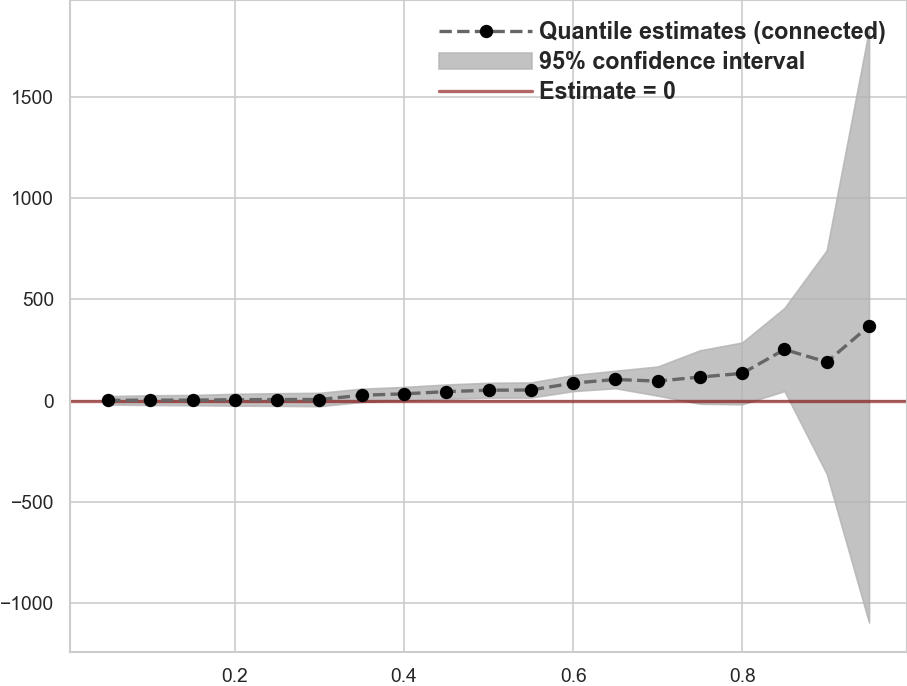 Quantile estimates (connected)
95% confidence interval
Estimate = 0
1500
1000
500
0
−500
−1000
0.2 0.4 0.6 0.8